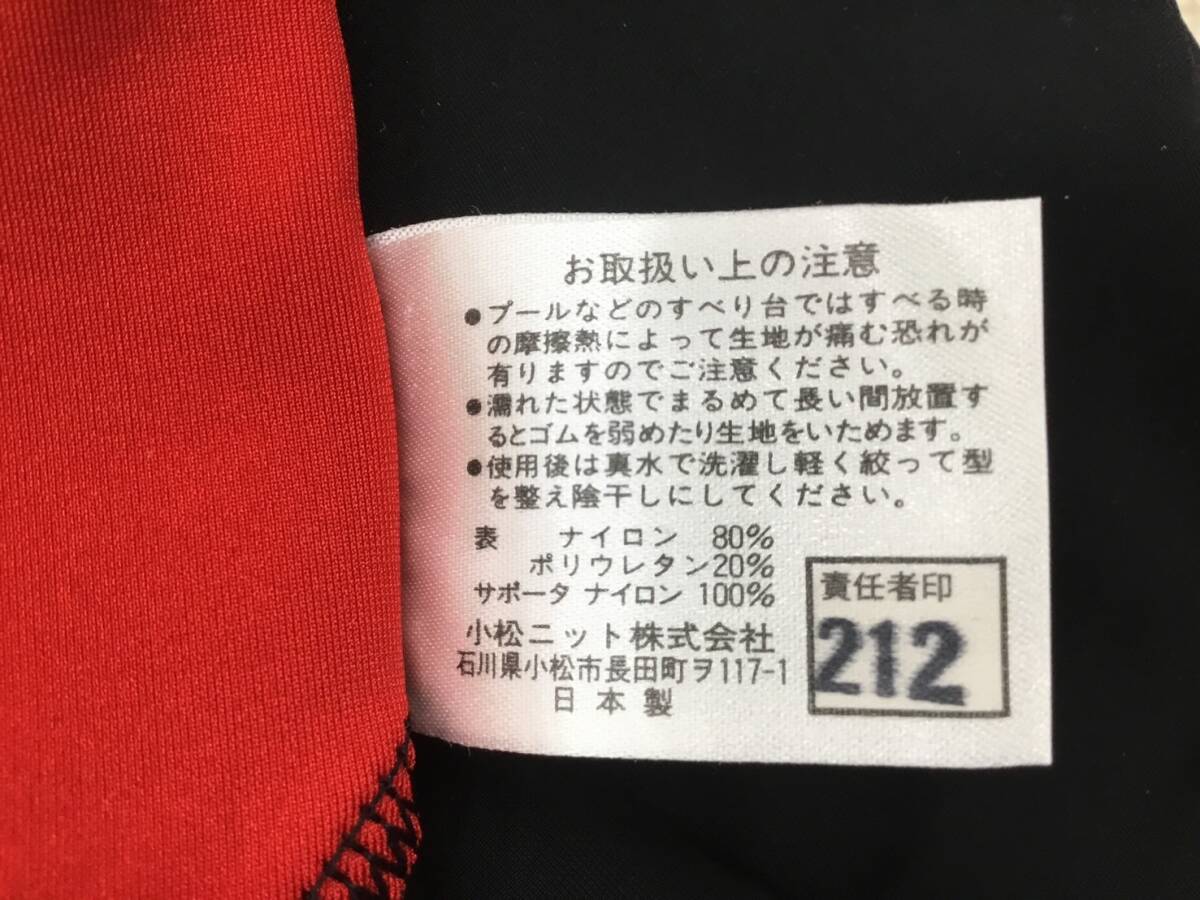 お取扱い上の注意
●プールなどのすべり台ではすべる時
の摩擦熱によって生地が痛む恐れが
有りますのでご注意ください。
●濡れた状態でまるめて長い間放置す
るとゴムを弱めたり生地をいためます。
●使用後は真水で洗濯し軽く絞って型
を整え陰干しにしてください。
表 ナイロン 80%
ポリウレタン20%
サポータ ナイロン 100%
小松ニット株式会社
石川県小松市長田町ヲ117-1
日本製
責任者印
212